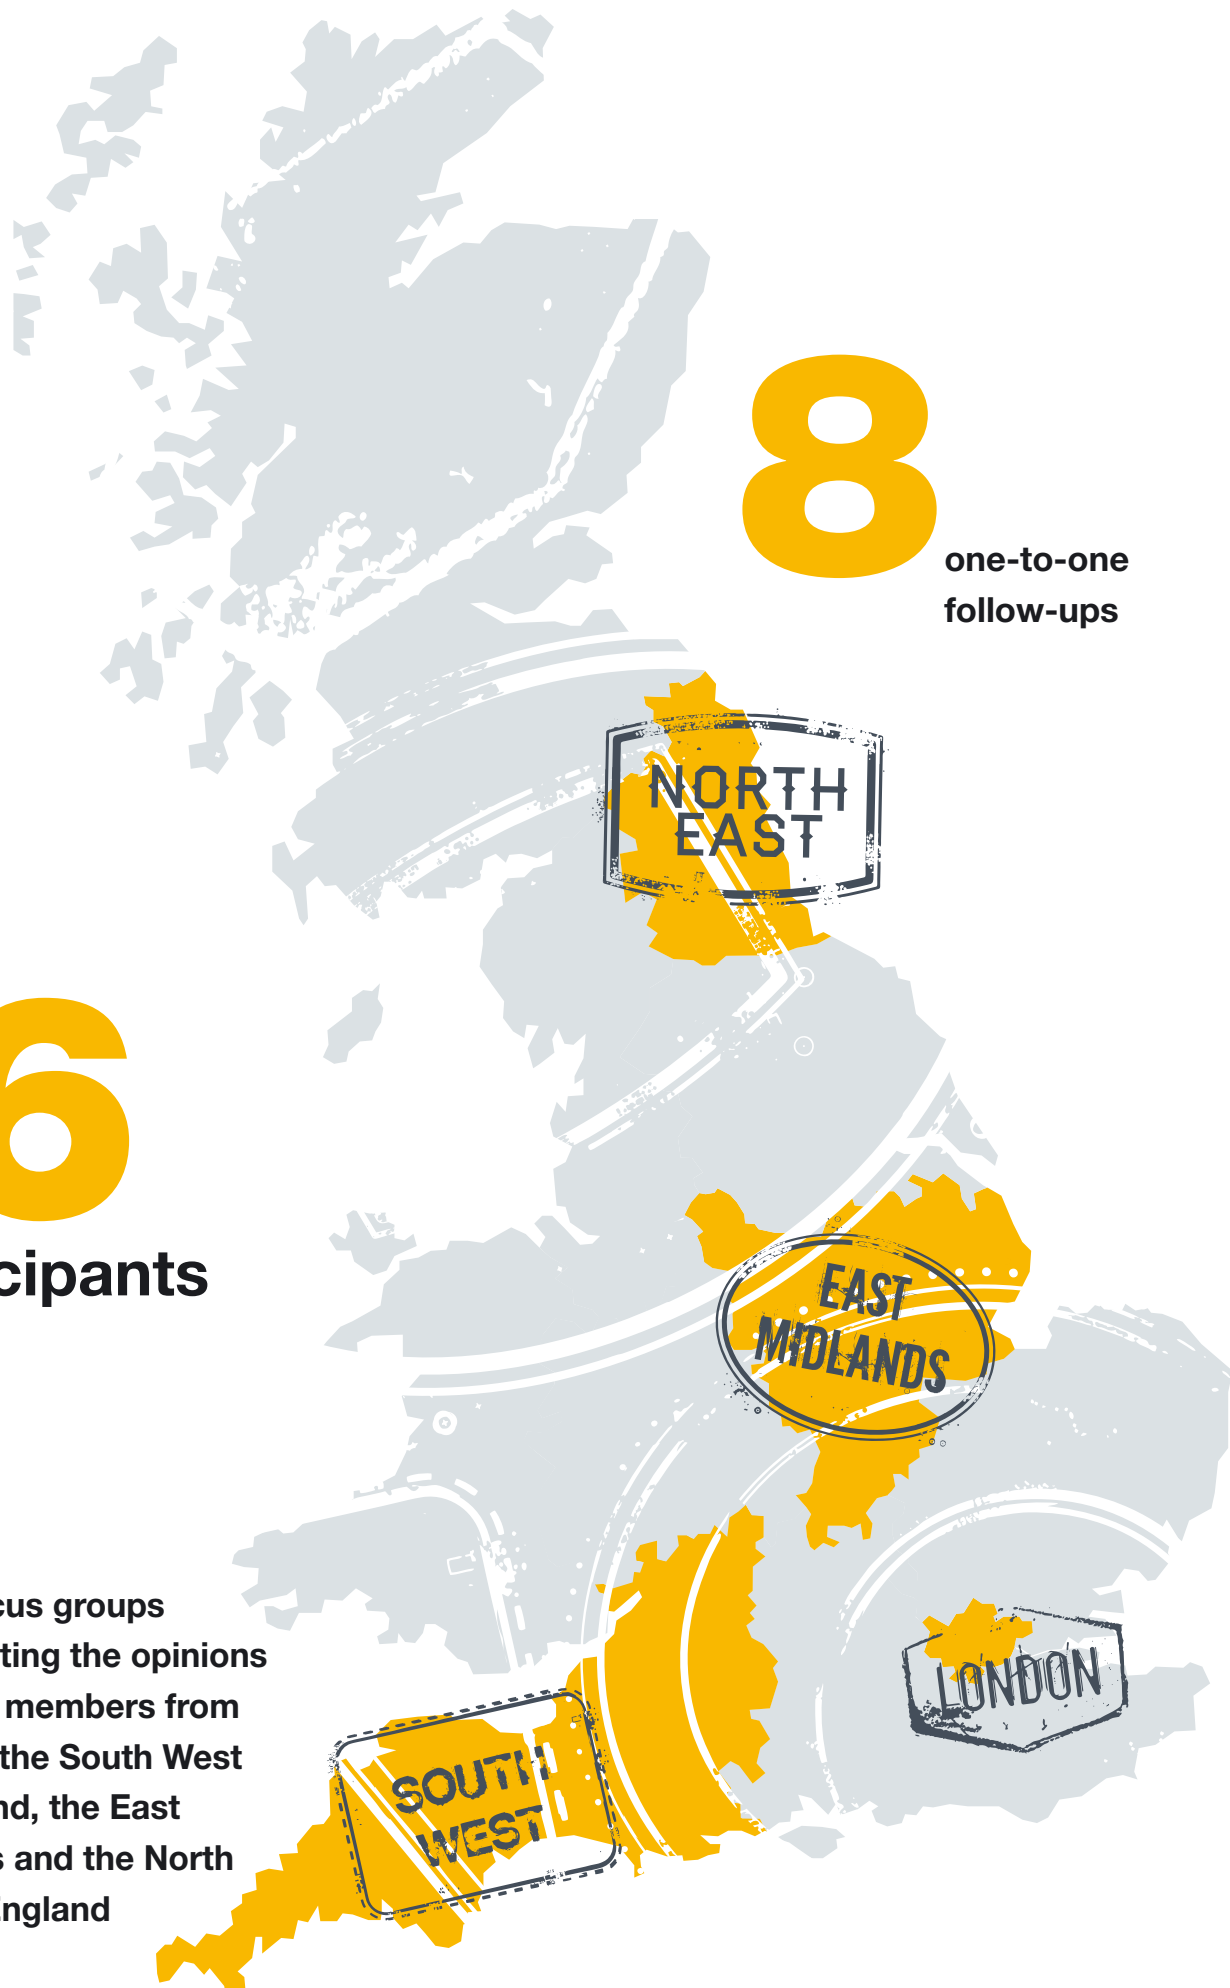 8
one-to-one
follow-ups
NORTH
EAST
6
cipants
EAST
MIDLANDS
cus groups
ting the opinions
members from
the South West
nd, the East
s and the North
England
LONDON
SOUTH
WEST